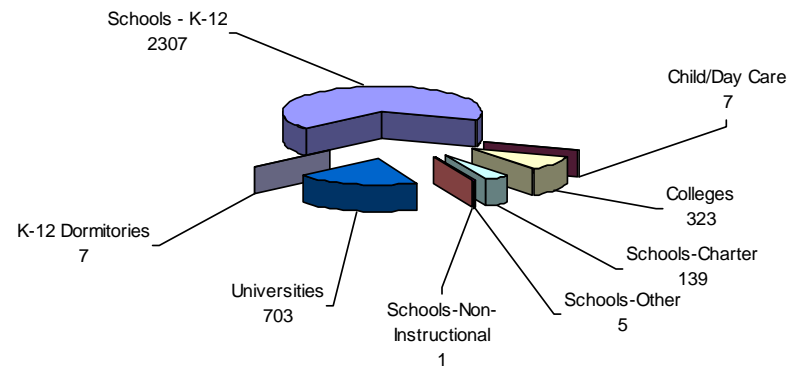 Schools - K-12
2307
Child/Day Care
7
Colleges
323
Schools-Charter
139
Schools-Other
5
Schools-Non-
Instructional
1
Universities
703
K-12 Dormitories
7